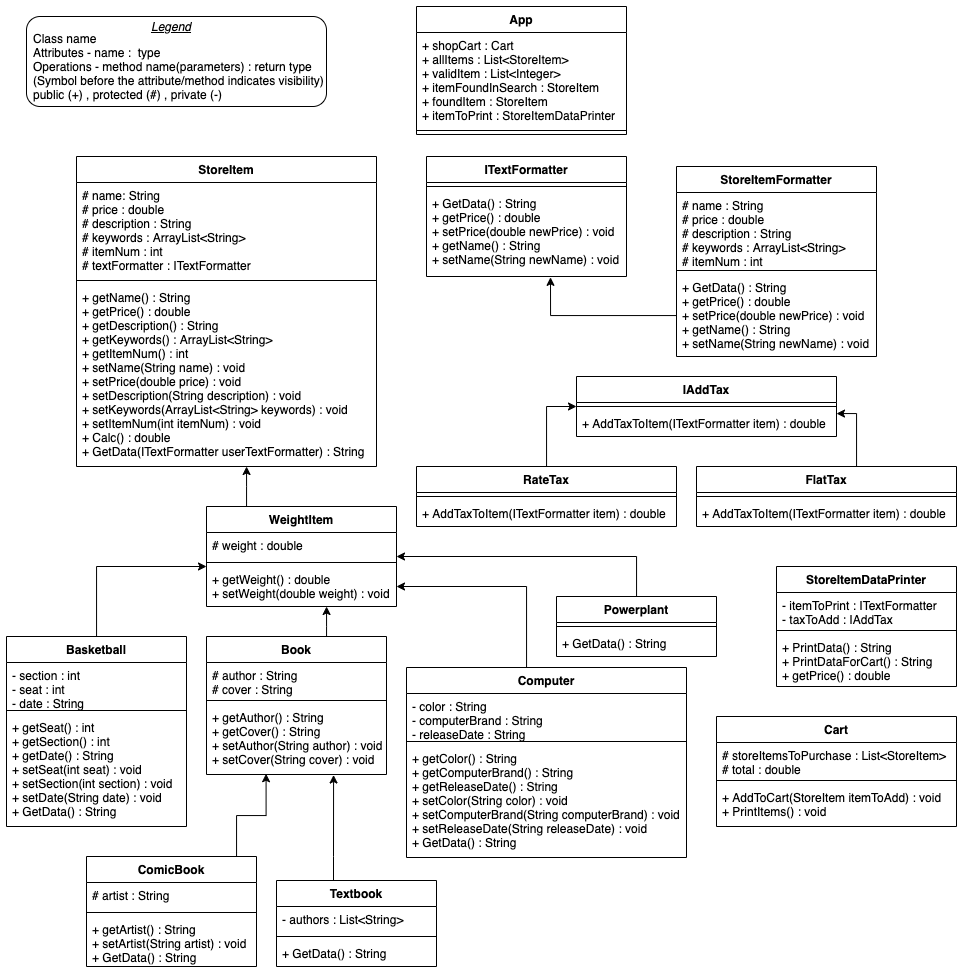 Legend
Class name
Attributes - name : type
Operations - method name(parameters) : return type
(Symbol before the attribute/method indicates visibility)
public (+) , protected (#) , private (-)
App
+ shopCart : Cart
+ allItems : List<StoreItem>
+ validItem : List<Integer>
+ itemFoundInSearch : StoreItem
+ foundItem : StoreItem
+ itemToPrint : StoreItemDataPrinter
StoreItem
# name: String
# price : double
# description : String
# keywords : ArrayList<String>
# itemNum : int
# textFormatter : ITextFormatter
+ getName() : String
+ getPrice() : double
+ getDescription() : String
+ getKeywords() : ArrayList<String>
+ getItemNum() : int
+ setName(String name) : void
+ setPrice(double price) : void
+ setDescription(String description) : void
+ setKeywords(ArrayList<String> keywords) : void
+ setItemNum(int itemNum) : void
+ Calc() : double
+ GetData(ITextFormatter userTextFormatter) : String
ITextFormatter
+ GetData() : String
+ getPrice() : double
+ setPrice(double newPrice) : void
+ getName() : String
+ setName(String newName) : void
StoreItemFormatter
# name : String
# price : double
# description : String
# keywords : ArrayList<String>
# itemNum : int
+ GetData() : String
+ getPrice() : double
+ setPrice(double newPrice) : void
+ getName() : String
+ setName(String newName) : void
IAddTax
+ AddTaxToItem(ITextFormatter item) : double
RateTax
+ AddTaxToItem(ITextFormatter item) : double
FlatTax
+ AddTaxToItem(ITextFormatter item) : double
WeightItem
# weight : double
+ getWeight() : double
+ setWeight(double weight) : void
Powerplant
+ GetData() : String
StoreItemDataPrinter
- itemToPrint : ITextFormatter
- taxToAdd : IAddTax
+ PrintData() : String
+ PrintDataForCart() : String
+ getPrice() : double
Basketball
- section : int
- seat : int
- date : String
+ getSeat() : int
+ getSection() : int
+ getDate() : String
+ setSeat(int seat) : void
+ setSection(int section) : void
+ setDate(String date) : void
+ GetData() : String
Book
# author : String
# cover : String
+ getAuthor() : String
+ getCover() : String
+ setAuthor(String author) : void
+ setCover(String cover) : void
Computer
- color : String
- computerBrand : String
- releaseDate : String
+ getColor() : String
+ getComputerBrand() : String
+ getReleaseDate() : String
+ setColor(String color) : void
+ setComputerBrand(String computerBrand) : void
+ setReleaseDate(String releaseDate) : void
+ GetData() : String
Cart
# storeItemsToPurchase : List<StoreItem>
# total : double
+ AddToCart(StoreItem itemToAdd) : void
+ PrintItems() : void
ComicBook
# artist : String
+ getArtist() : String
+ setArtist(String artist) : void
+ GetData() : String
Textbook
- authors : List<String>
+ GetData() : String